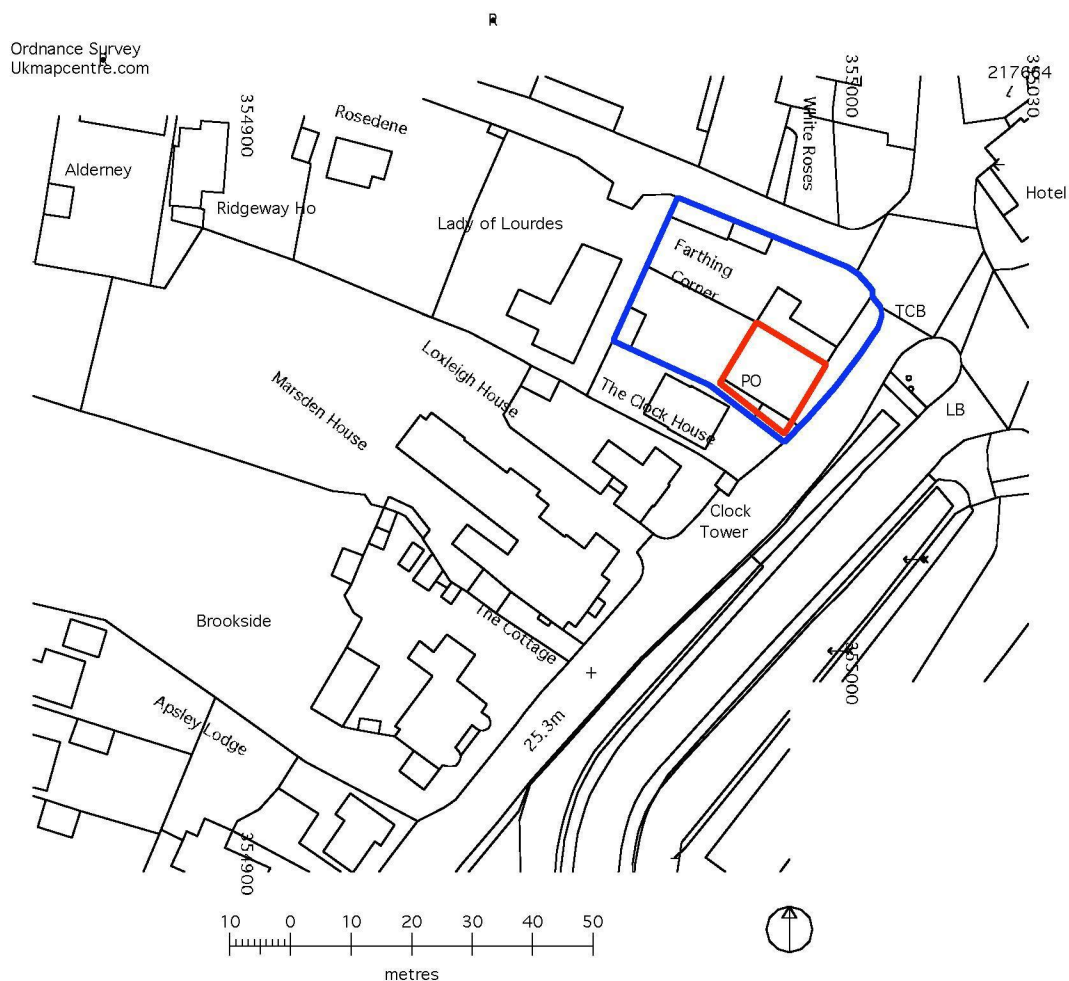 R
Ordnance Survey
R
Ukmapcentre.com
217664
355000
355030
354900
Rosedene
White Roses
Alderney
Hotel
Ridgeway Ho
Lady of Lourdes
Farthing
Corner
TCB
Loxleigh House
PO
Marsden House
The Clock House
LB
Clock
Tower
The Cottage
Brookside
355000
Apsley Lodge
25.3m
354900
10 0 10 20 30 40 50
metres